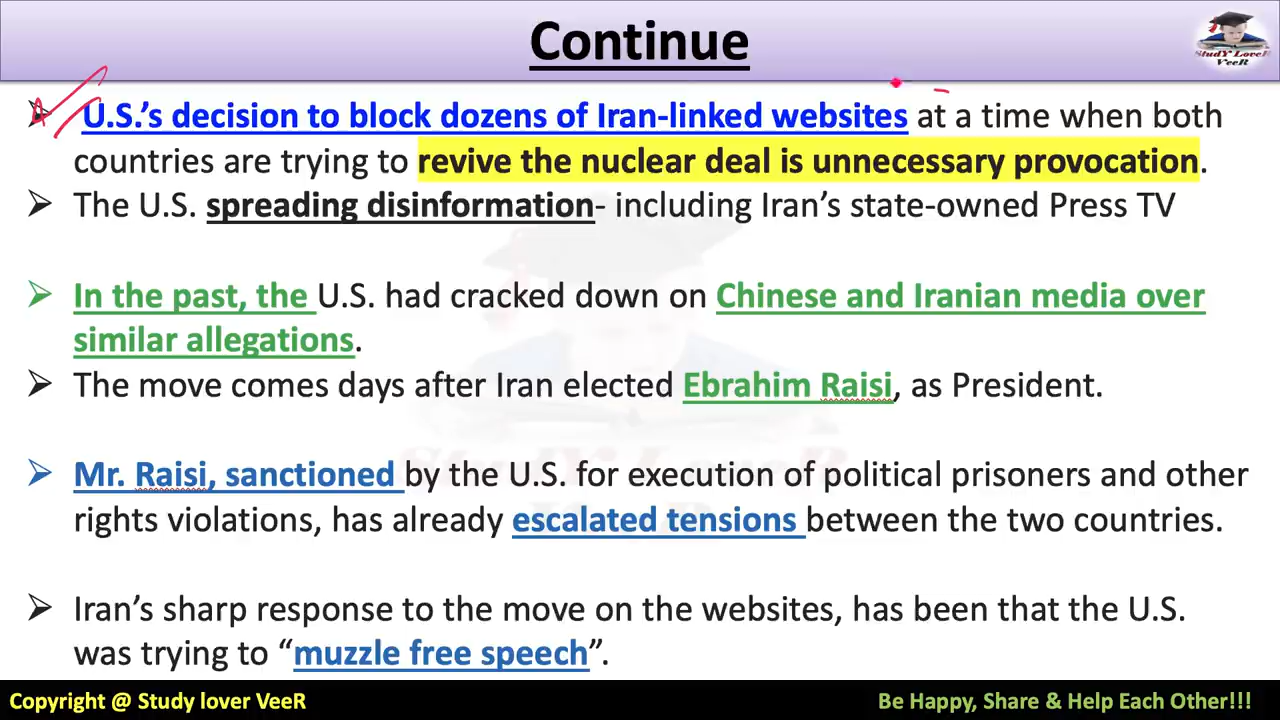 Continue
StudY LoveR
VeeR
U.S.'s decision to block dozens of Iran-linked websites at a time when both
countries are trying to revive the nuclear deal is unnecessary provocation.
The U.S. spreading disinformation- including Iran's state-owned Press TV
In the past, the U.S. had cracked down on Chinese and Iranian media over
similar allegations.
The move comes days after Iran elected Ebrahim Raisi, as President.
Mr. Raisi, sanctioned by the U.S. for execution of political prisoners and other
rights violations, has already escalated tensions between the two countries.
Iran's sharp response to the move on the websites, has been that the U.S.
was trying to “muzzle free speech”.
StudY LoveR
VeeR
Copyright @ Study lover VeeR
Be Happy, Share & Help Each Other!!!